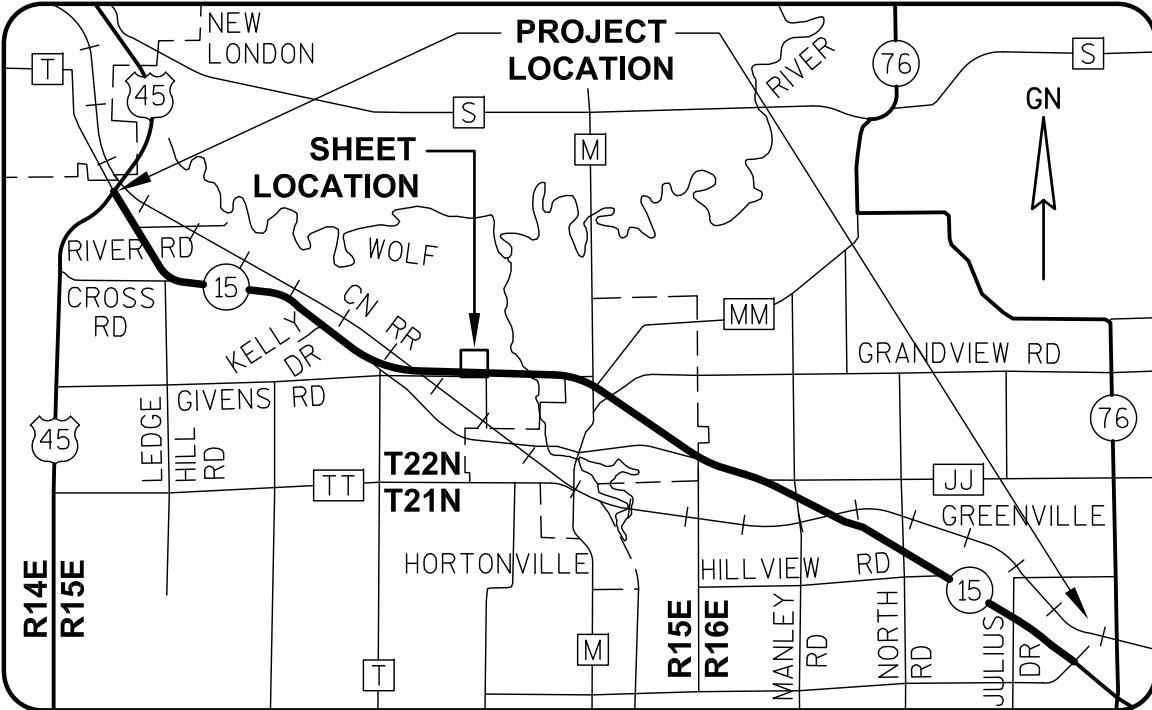 NEW
LONDON
PROJECT
LOCATION
RIVER
76
S
T
45
S
GN
M
SHEET
LOCATION
RIVER RD
WOLF
15
CROSS
RD
CN RR
MM
KELLY
DR
GRANDVIEW RD
GIVENS RD
LEDGE
HILL
RD
45
76
T22N
T21N
TT
JJ
GREENVILLE
HORTONVILLE
HILLVIEW RD
R14E
R15E
15
R15E
R16E
MANLEY
RD
NORTH
RD
JULIUS
DR
M
T